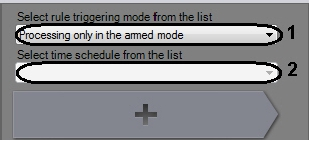 Select rule triggering mode from the list
Processing only in the armed mode 1
Select time schedule from the list
2